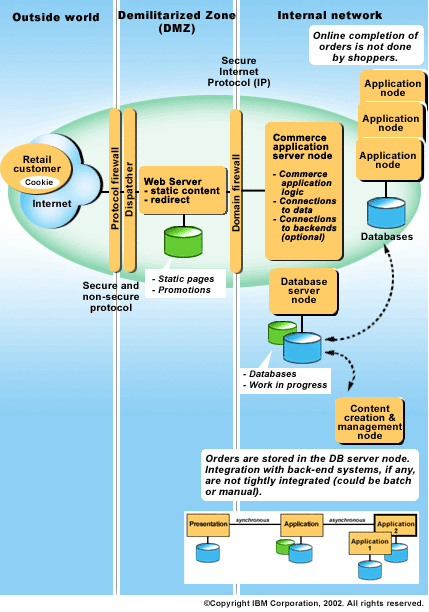 Outside world
Demilitarized Zone
(DMZ)
Internal network
Online completion of
orders is not done
by shoppers.
Secure
Internet
Protocol (IP)
Application
node
Application
node
Application
node
Databases
Retail
customer
Cookie
Internet
Protocol firewall
Dispatcher
Web Server
- static content
- redirect
Domain firewall
Commerce
application
server node
- Commerce
application
logic
- Connections
to data
- Connections
to backends
(optional)
Secure and
non-secure
protocol
- Static pages
- Promotions
Database
server
node
- Databases
- Work in progress
Content
creation &
management
node
Orders are stored in the DB server node.
Integration with back-end systems, if any,
are not tightly integrated (could be batch
or manual).
Presentation
synchronous
Application
asynchronous
Application
2
Application
1
©Copyright IBM Corporation, 2002. All rights reserved.